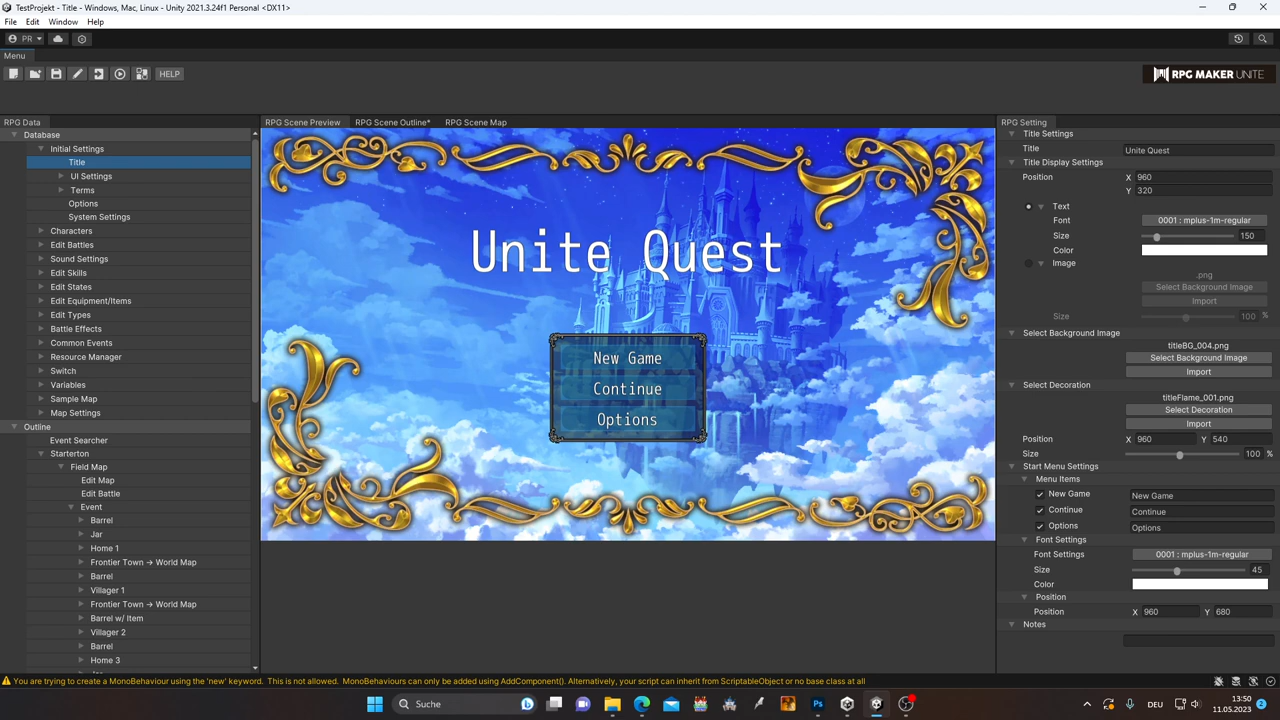 TestProjekt - Title - Windows, Mac, Linux - Unity 2021.3.24f1 Personal <DX11>
File Edit Window Help
PR
Menu
HELP
RPG MAKER UNITE
RPG Data
Database
Initial Settings
Title
UI Settings
Terms
Options
System Settings
Characters
Edit Battles
Sound Settings
Edit Skills
Edit States
Edit Equipment/Items
Edit Types
Battle Effects
Common Events
Resource Manager
Switch
Variables
Sample Map
Map Settings
Outline
Event Searcher
Starterton
Field Map
Edit Map
Edit Battle
Event
Barrel
Jar
Home 1
Frontier Town → World Map
Barrel
Villager 1
Frontier Town → World Map
Barrel w/ Item
Villager 2
Barrel
Home 3
RPG Scene Preview RPG Scene Outline* RPG Scene Map
Unite Quest
New Game
Continue
Options
RPG Setting
Title Settings
Title Unite Quest
Title Display Settings
Position X 960
Y 320
Text
Font 0001 : mplus-1m-regular
Size 150
Color
Image
.png
Select Background Image
Import
Size 100 %
Select Background Image
titleBG_004.png
Select Background Image
Import
Select Decoration
titleFlame_001.png
Select Decoration
Import
Position X 960 Y 540
Size 100 %
Start Menu Settings
Menu Items
New Game New Game
Continue Continue
Options Options
Font Settings
Font Settings 0001 : mplus-1m-regular
Size 45
Color
Position
Position X 960 Y 680
Notes
You are trying to create a MonoBehaviour using the 'new' keyword.  This is not allowed.  MonoBehaviours can only be added using AddComponent(). Alternatively, your script can inherit from ScriptableObject or no base class at all
Suche
Ps
DEU
13:50
11.05.2023